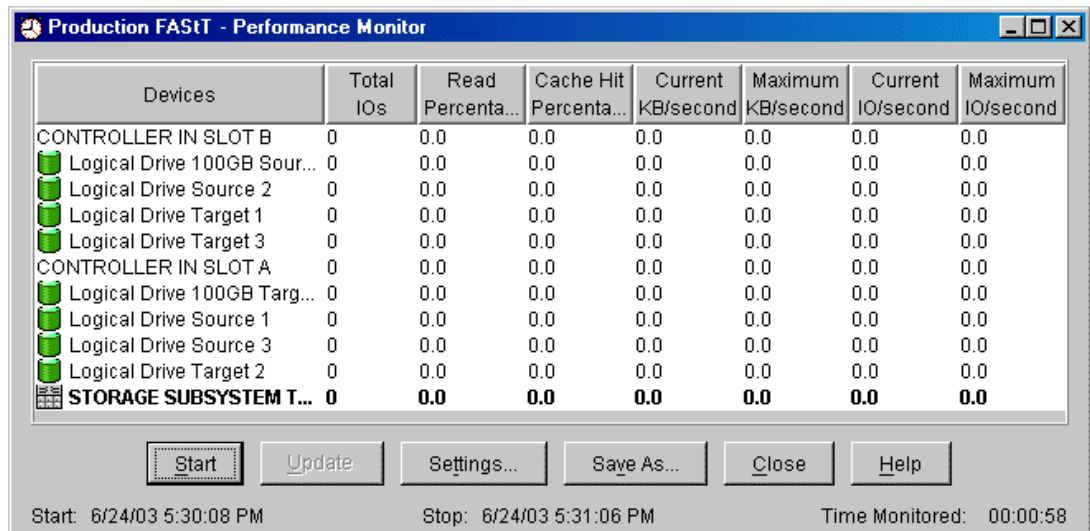 Production FAStT - Performance Monitor
Devices Total IOs Read Percenta... Cache Hit Percenta... Current KB/second Maximum KB/second Current IO/second Maximum IO/second
CONTROLLER IN SLOT B 0 0.0 0.0 0.0 0.0 0.0 0.0
Logical Drive 100GB Sour... 0 0.0 0.0 0.0 0.0 0.0 0.0
Logical Drive Source 2 0 0.0 0.0 0.0 0.0 0.0 0.0
Logical Drive Target 1 0 0.0 0.0 0.0 0.0 0.0 0.0
Logical Drive Target 3 0 0.0 0.0 0.0 0.0 0.0 0.0
CONTROLLER IN SLOT A 0 0.0 0.0 0.0 0.0 0.0 0.0
Logical Drive 100GB Targ... 0 0.0 0.0 0.0 0.0 0.0 0.0
Logical Drive Source 1 0 0.0 0.0 0.0 0.0 0.0 0.0
Logical Drive Source 3 0 0.0 0.0 0.0 0.0 0.0 0.0
Logical Drive Target 2 0 0.0 0.0 0.0 0.0 0.0 0.0
STORAGE SUBSYSTEM T... 0 0.0 0.0 0.0 0.0 0.0 0.0
Start Update Settings... Save As... Close Help
Start: 6/24/03 5:30:08 PM Stop: 6/24/03 5:31:06 PM Time Monitored: 00:00:58